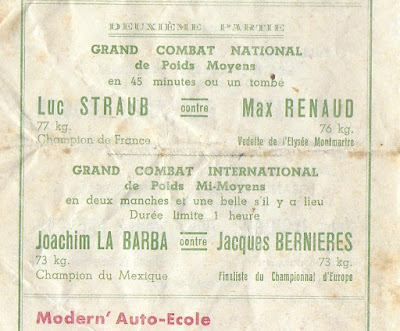 DEUXIÈME PARTIE
GRAND COMBAT NATIONAL
de Poids Moyens
en 45 minutes ou un tombé
Luc STRAUB contre Max RENAUD
77 kg. 76 kg.
Champion de France Vedette de l'Elysée Montmartre
GRAND COMBAT INTERNATIONAL
de Poids Mi-Moyens
en deux manches et une belle s'il y a lieu
Durée limite 1 heure
Joachim LA BARBA contre Jacques BERNIERES
73 kg. 73 kg.
Champion du Mexique Finaliste du Championnat d'Europe
Modern' Auto-Ecole